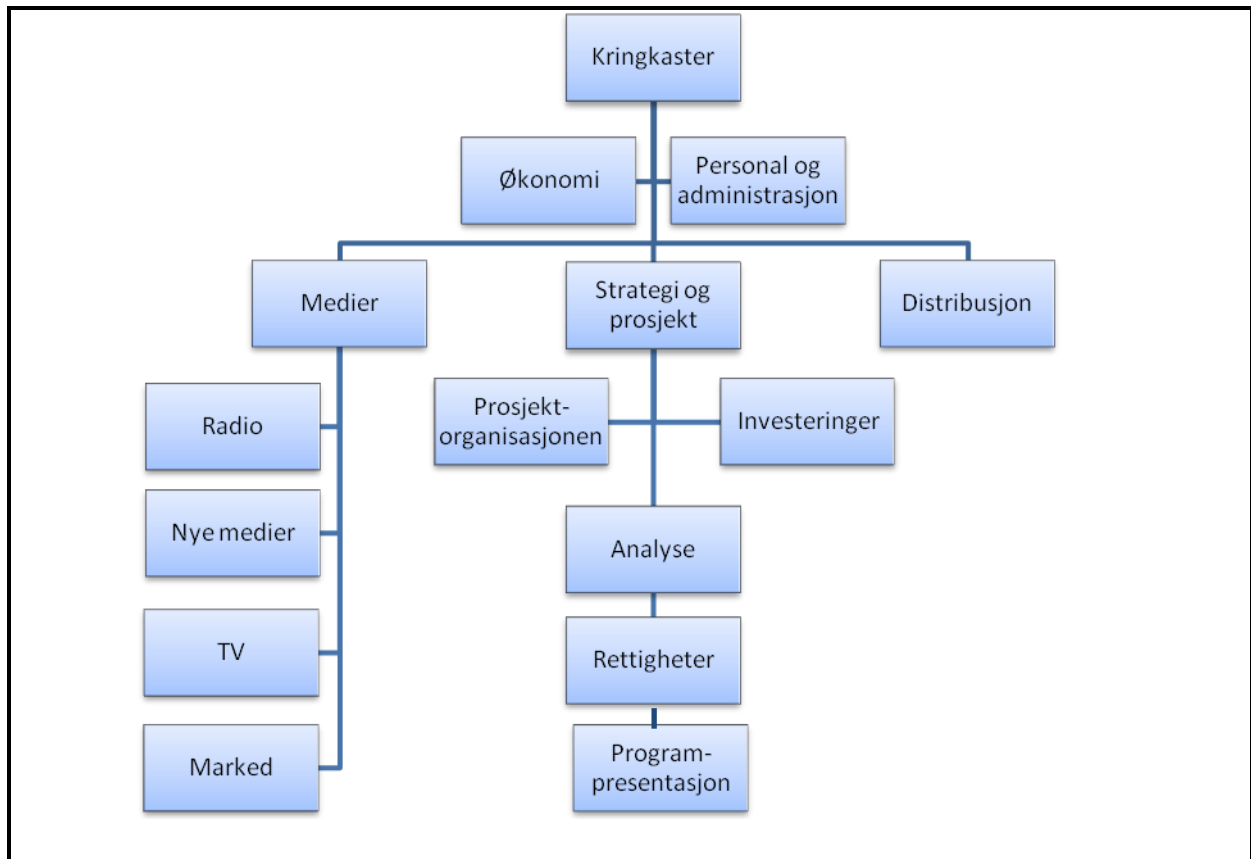 Kringkaster
Økonomi
Personal og
administrasjon
Medier
Strategi og
prosjekt
Distribusjon
Radio
Nye medier
TV
Marked
Prosjekt-
organisasjonen
Investeringer
Analyse
Rettigheter
Program-
presentasjon